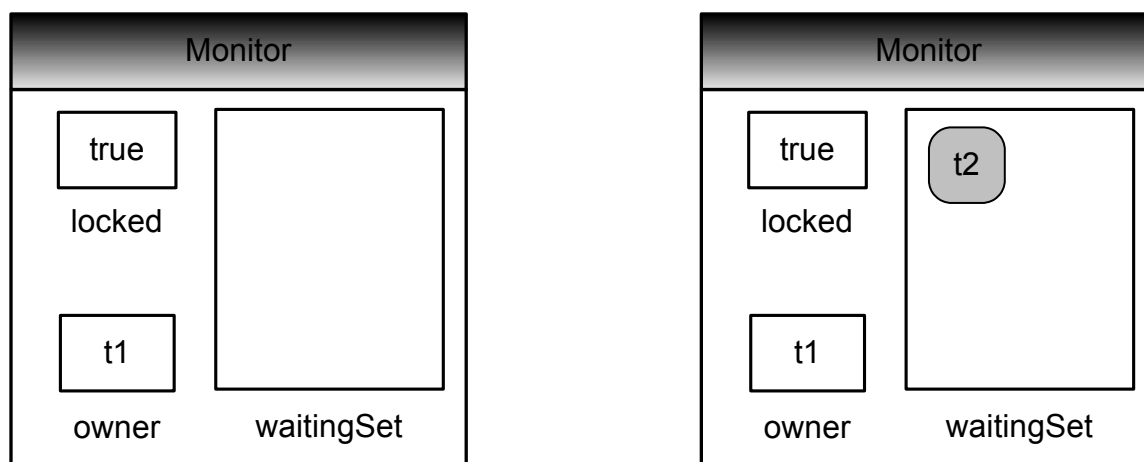 Monitor
true
locked
t1
owner
waitingSet
Monitor
true
t2
locked
t1
owner
waitingSet